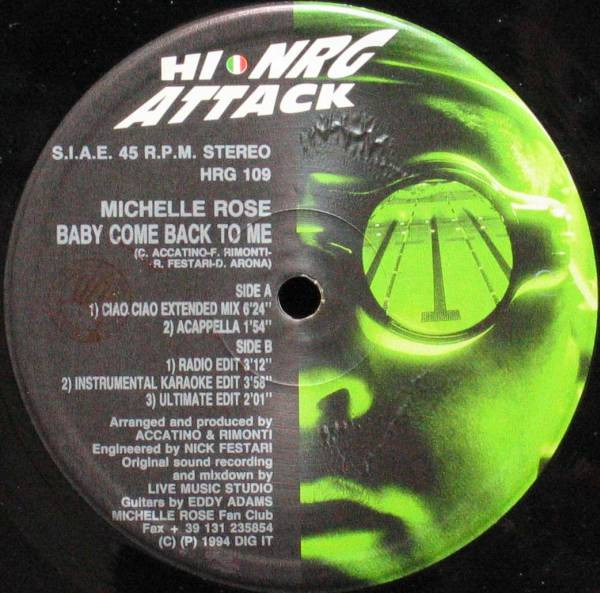 HI NRG
ATTACK
S.I.A.E. 45 R.P.M. STEREO
HRG 109
MICHELLE ROSE
BABY COME BACK TO ME
(C. ACCATINO-F. RIMONTI-
R. FESTARI-D. ARONA)
SIDE A
1) CIAO CIAO EXTENDED MIX 6'24"
2) ACAPPELLA 1'54"
SIDE B
1) RADIO EDIT 3'12"
2) INSTRUMENTAL KARAOKE EDIT 3'58"
3) ULTIMATE EDIT 2'01"
Arranged and produced by
ACCATINO & RIMONTI
Engineered by NICK FESTARI
Original sound recording
and mixdown by
LIVE MUSIC STUDIO
Guitars by EDDY ADAMS
MICHELLE ROSE Fan Club
Fax + 39 131 235854
(C) (P) 1994 DIG IT